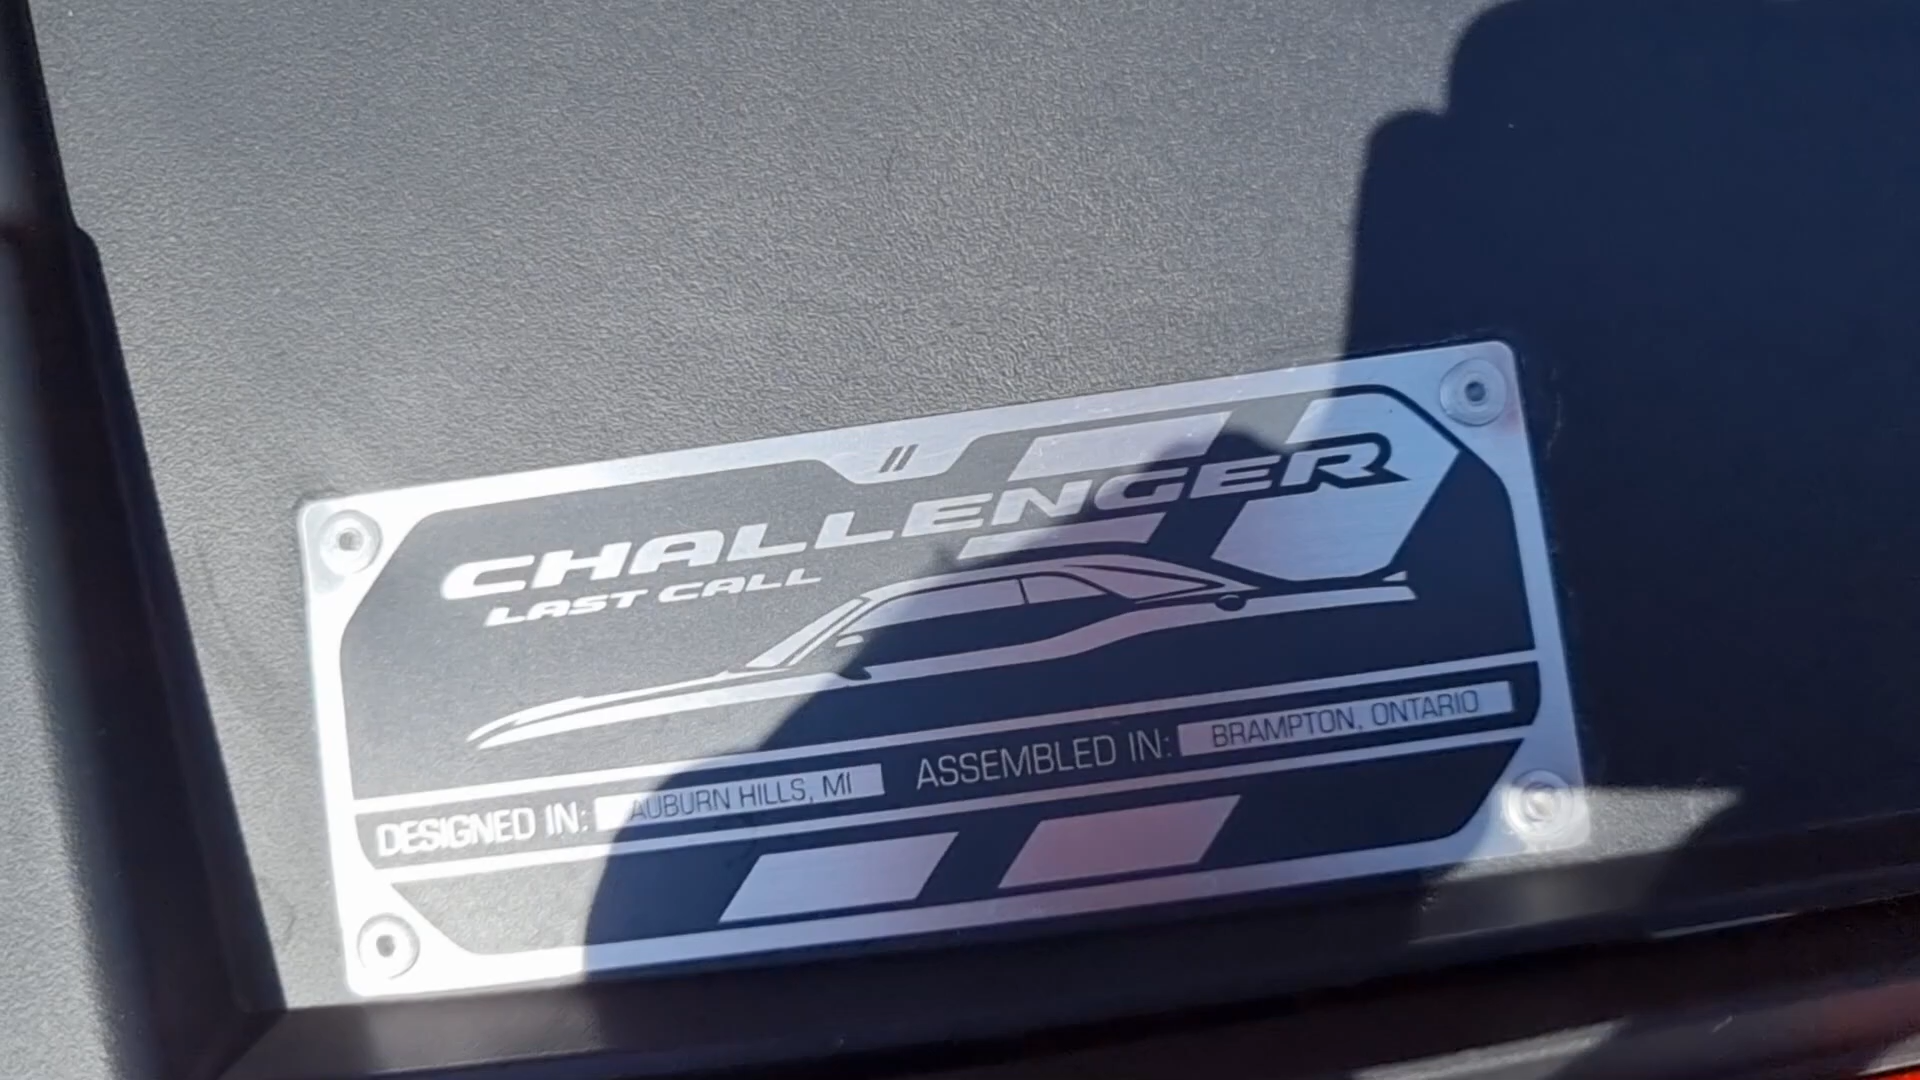 CHALLENGER
LAST CALL
DESIGNED IN: AUBURN HILLS, MI ASSEMBLED IN: BRAMPTON, ONTARIO